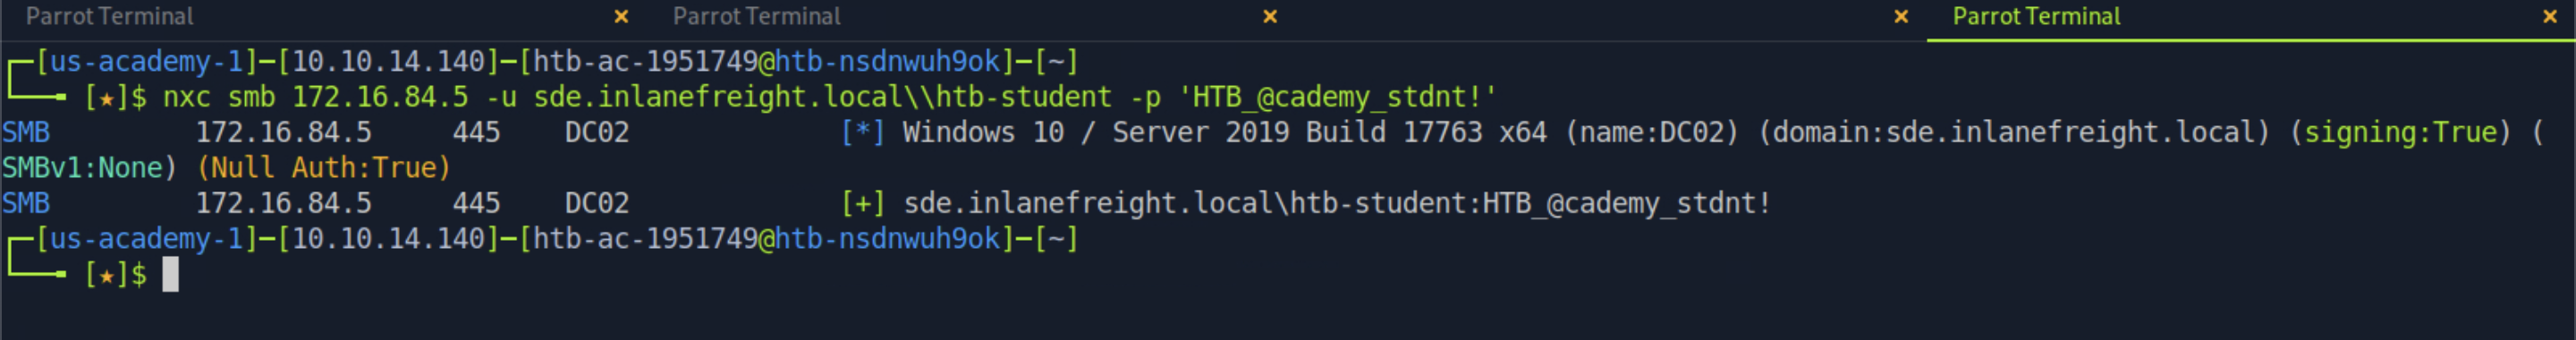 Parrot Terminal × Parrot Terminal × × Parrot Terminal ×
┌─[us-academy-1]─[10.10.14.140]─[htb-ac-1951749@htb-nsdnwuh9ok]─[~]
└──╼ [★]$ nxc smb 172.16.84.5 -u sde.inlanefreight.local\\htb-student -p 'HTB_@cademy_stdnt!'
SMB 172.16.84.5 445 DC02 [*] Windows 10 / Server 2019 Build 17763 x64 (name:DC02) (domain:sde.inlanefreight.local) (signing:True) (
SMBv1:None) (Null Auth:True)
SMB 172.16.84.5 445 DC02 [+] sde.inlanefreight.local\htb-student:HTB_@cademy_stdnt!
┌─[us-academy-1]─[10.10.14.140]─[htb-ac-1951749@htb-nsdnwuh9ok]─[~]
└──╼ [★]$